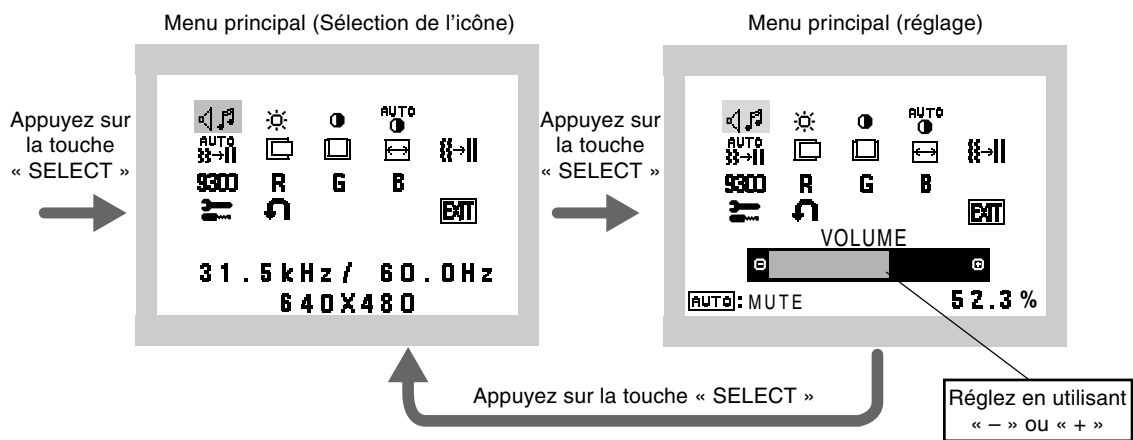 Menu principal (Sélection de l'icône)
Menu principal (réglage)
Appuyez sur
la touche
« SELECT »
AUTO
AUTO
9300 R G B
EXIT
31.5kHz/ 60.0Hz
640X480
Appuyez sur
la touche
« SELECT »
AUTO
AUTO
9300 R G B
EXIT
VOLUME
AUTO: MUTE 52.3%
Appuyez sur la touche « SELECT »
Réglez en utilisant
« – » ou « + »